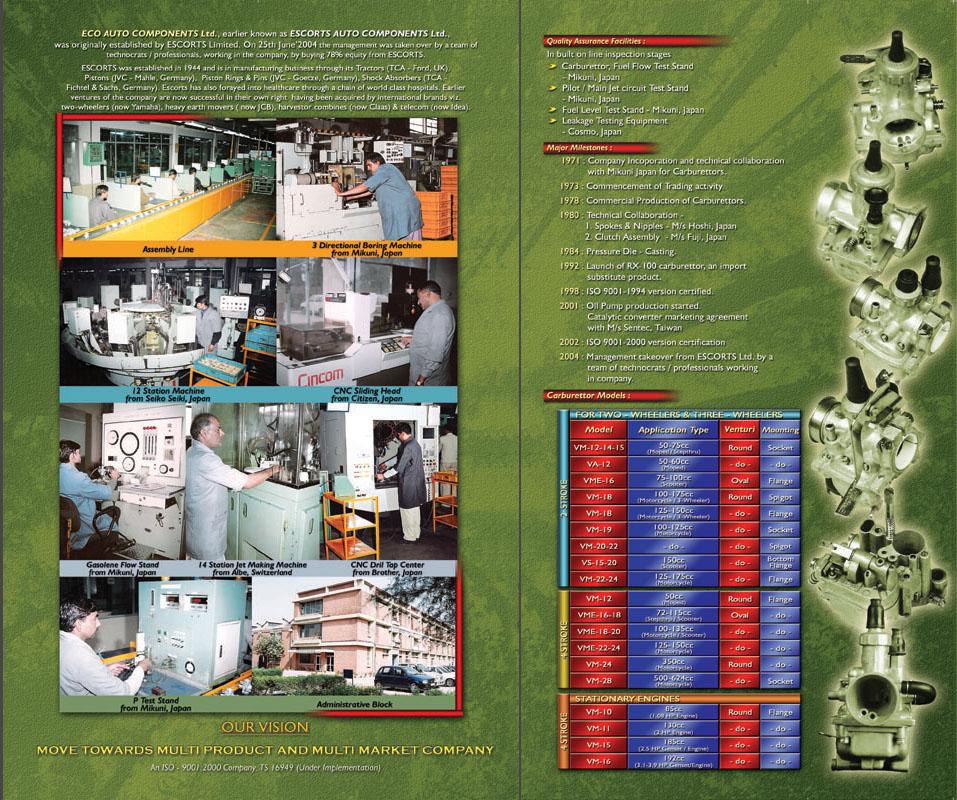 ECO AUTO COMPONENTS Ltd., earlier known as ESCORTS AUTO COMPONENTS Ltd.,
was originally established by ESCORTS Limited. On 25th June'2004 the management was taken over by a team of
technocrats / professionals, working in the company, by buying 78% equity from ESCORTS.
ESCORTS was established in 1944 and is in manufacturing business through its Tractors (TCA - Ford, UK),
Pistons (JVC - Mahle, Germany), Piston Rings & Pins (JVC - Goetze, Germany), Shock Absorbers (TCA -
Fichtel & Sachs, Germany). Escorts has also forayed into healthcare through a chain of world class hospitals. Earlier
ventures of the company are now successful in their own right having been acquired by international brands viz.
two-wheelers (now Yamaha), heavy earth movers ( now JCB), harvestor combines (now Claas) & telecom (now Idea).
Assembly Line
3 Directional Boring Machine
from Mikuni, Japan
12 Station Machine
from Seiko Seiki, Japan
Cincom
CNC Sliding Head
from Citizen, Japan
Gasolene Flow Stand
from Mikuni, Japan
14 Station Jet Making Machine
from Albe, Switzerland
CNC Dril Tap Center
from Brother, Japan
P Test Stand
from Mikuni, Japan
Administrative Block
OUR VISION
MOVE TOWARDS MULTI PRODUCT AND MULTI MARKET COMPANY
An ISO - 9001:2000 Company, TS 16949 (Under Implementation)
Quality Assurance Facilities :
In built on line inspection stages
Carburettor, Fuel Flow Test Stand
- Mikuni, Japan
Pilot / Main Jet circuit Test Stand
- Mikuni, Japan
Fuel Level Test Stand - Mikuni, Japan
Leakage Testing Equipment
- Cosmo, Japan
Major Milestones :
1971 : Company Incoporation and technical collaboration
with Mikuni Japan for Carburettors.
1973 : Commencement of Trading activity.
1978 : Commercial Production of Carburettors.
1980 : Technical Collaboration -
1. Spokes & Nipples - M/s Hoshi, Japan
2. Clutch Assembly - M/s Fuji, Japan
1984 : Pressure Die - Casting.
1992 : Launch of RX-100 carburettor, an import
substitute product.
1998 : ISO 9001-1994 version certified.
2001 : Oil Pump production started.
Catalytic converter marketing agreement
with M/s Sentec, Taiwan
2002 : ISO 9001-2000 version certification
2004 : Management takeover from ESCORTS Ltd. by a
team of technocrats / professionals working
in company.
Carburettor Models :
FOR TWO - WHEELERS & THREE - WHEELERS
Model Application Type Venturi Mounting
2-STROKE
VM-12-14-15 50-75cc (Moped / Stepthru) Round Socket
VA-12 50-60cc (Moped) - do - - do -
VME-16 75-100cc (Scooter) Oval Flange
VM-18 100-175cc (Motorcycle / 3-Wheeler) Round Spigot
VM-18 125-150cc (Motorcycle / 3-Wheeler) - do - Flange
VM-19 100-125cc (Motorcycle) - do - Socket
VM-20-22 - do - - do - Spigot
VS-15-20 150cc (Scooter) - do - Bottom Flange
VM-22-24 125-175cc (Motorcycle) - do - Flange
4-STROKE
VM-12 50cc (Moped) Round Flange
VME-16-18 72-115cc (Stepthru / Scooter) Oval - do -
VME-18-20 100-135cc (Motorcycle / Scooter) - do - - do -
VME-22-24 125-150cc (Motorcycle) - do - - do -
VM-24 350cc (Motorcycle) Round - do -
VM-28 500-624cc - do - Socket
STATIONARY ENGINES
4-STROKE
VM-10 85cc (1.08 HP Engine) Round Flange
VM-11 130cc (2 HP Engine) - do - - do -
VM-15 185cc (2.5 HP Genset / Engine) - do - - do -
VM-16 192cc (3.1-3.9 HP Genset/Engine) - do - - do -